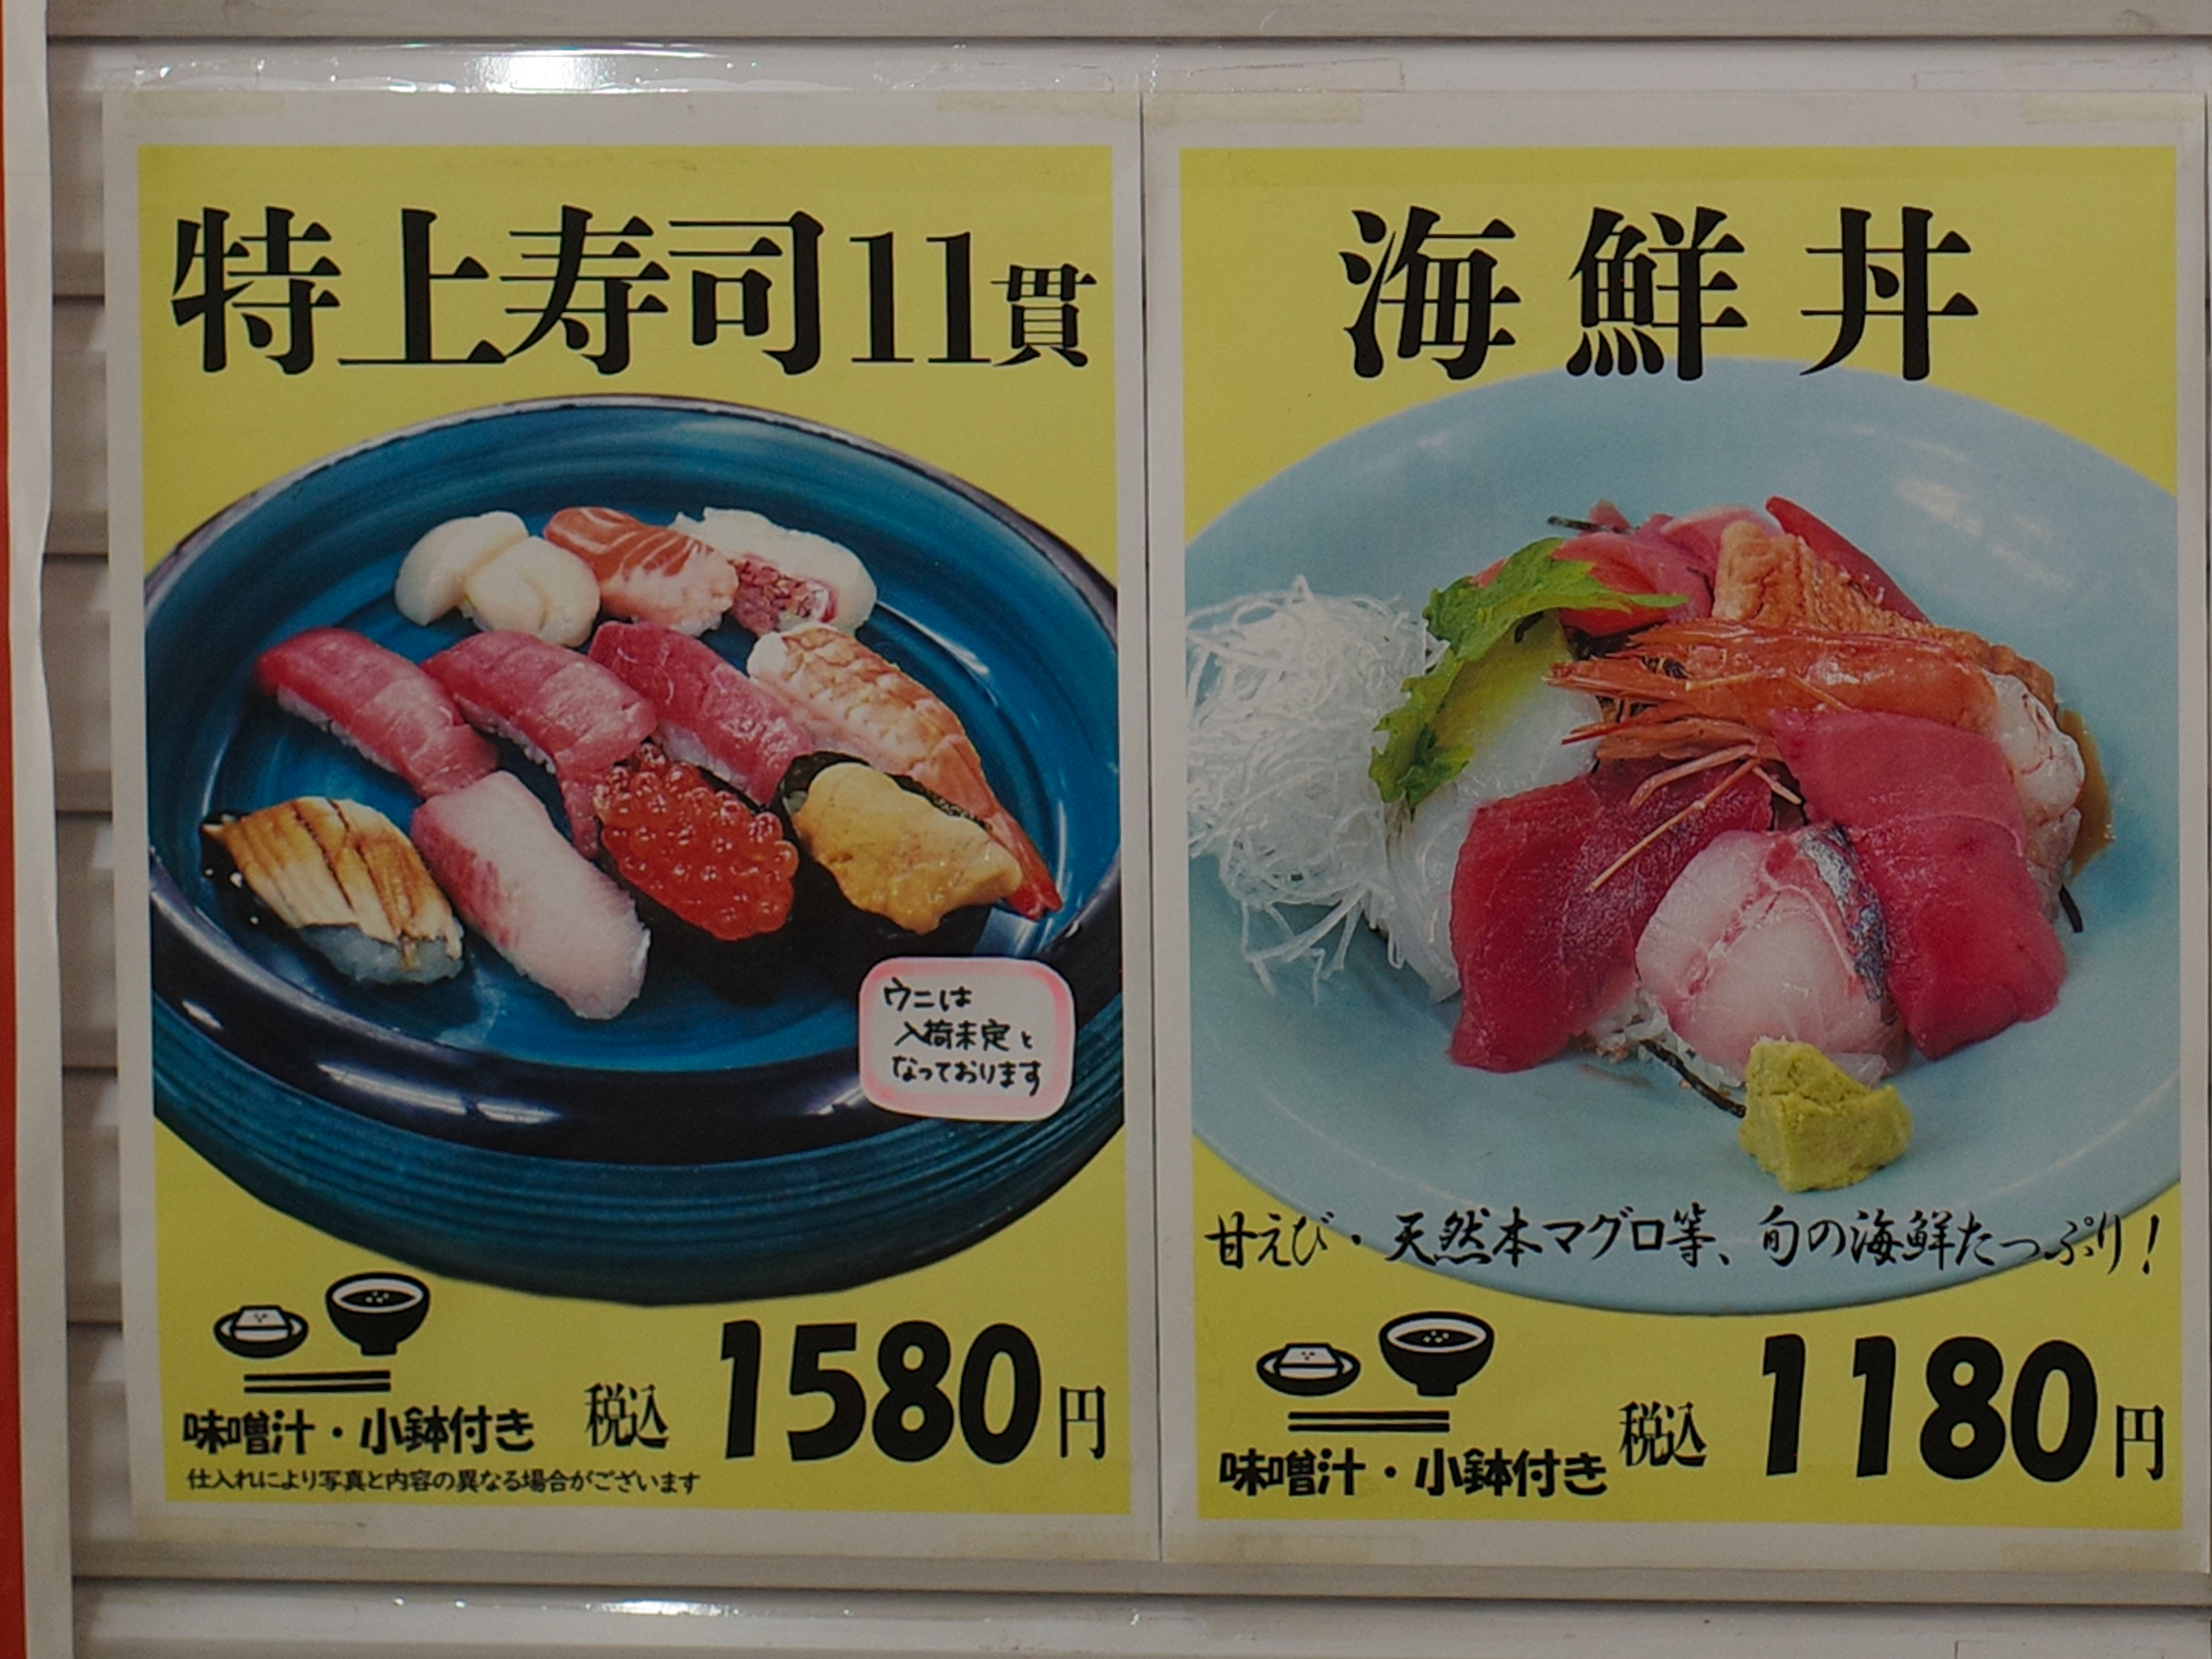 特上寿司11貫
ウニは
入荷未定と
なっております
味噌汁・小鉢付き 税込 1580円
仕入れにより写真と内容の異なる場合がございます
海鮮丼
甘えび・天然本マグロ等、旬の海鮮たっぷり!
味噌汁・小鉢付き 税込 1180円